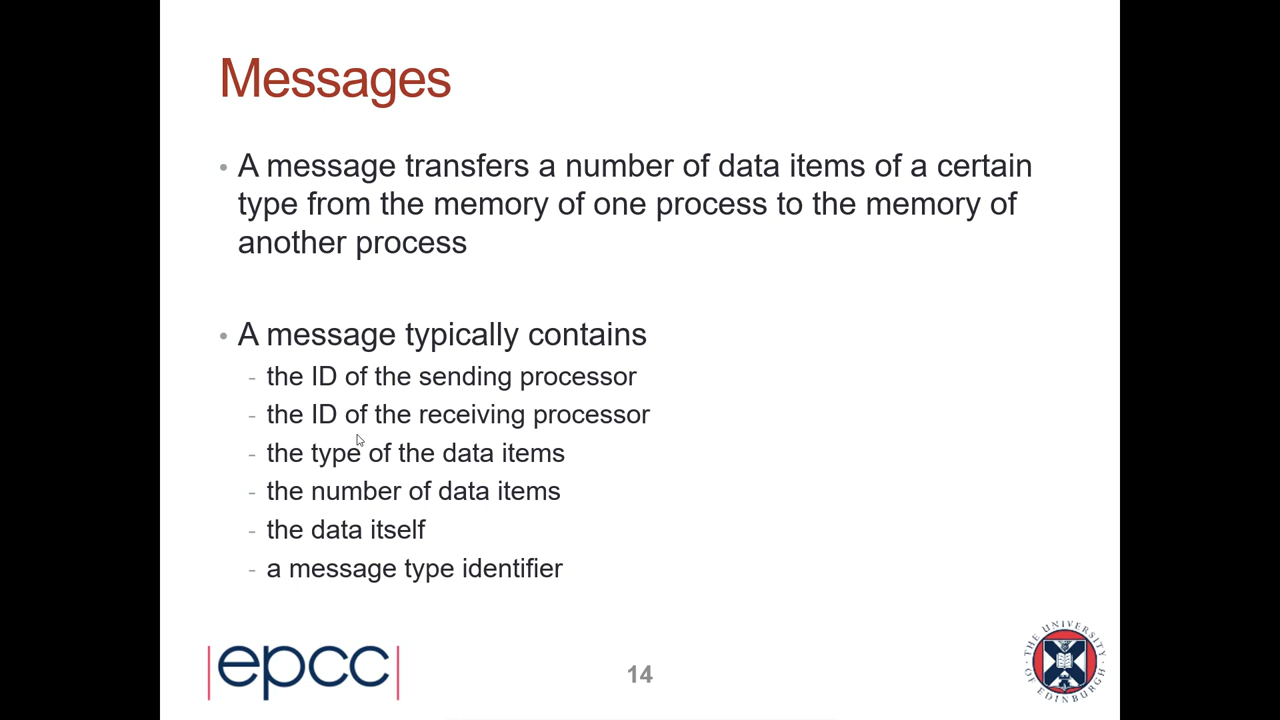 Messages
• A message transfers a number of data items of a certain
type from the memory of one process to the memory of
another process
• A message typically contains
- the ID of the sending processor
- the ID of the receiving processor
- the type of the data items
- the number of data items
- the data itself
- a message type identifier
|epcc|
14
THE UNIVERSITY OF EDINBURGH